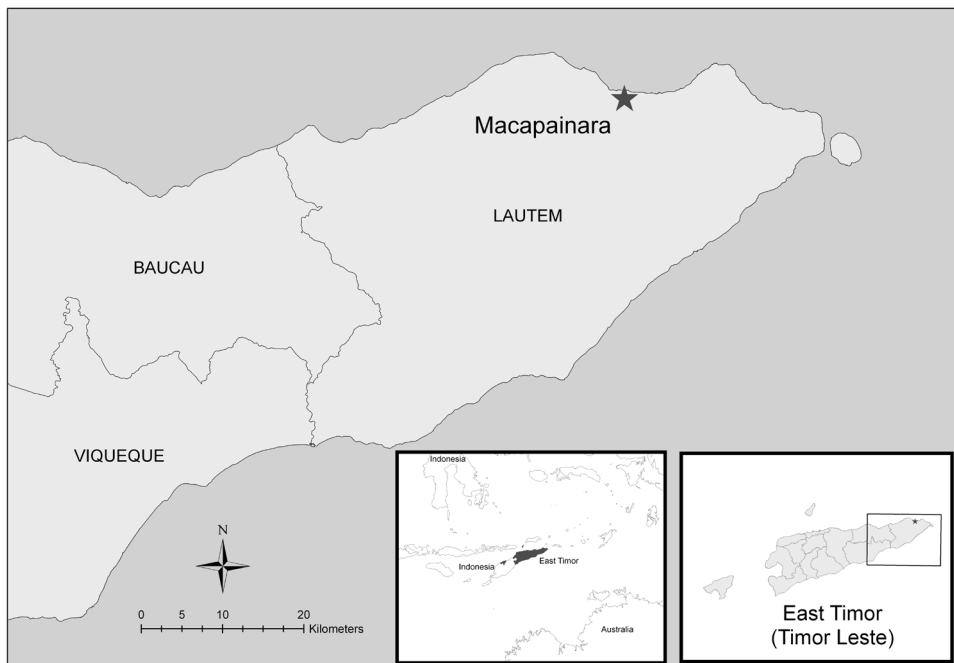 Macapainara
LAUTEM
BAUCAU
VIQUEQUE
N
0 5 10 20
Kilometers
Indonesia
Indonesia
East Timor
Australia
East Timor
(Timor Leste)